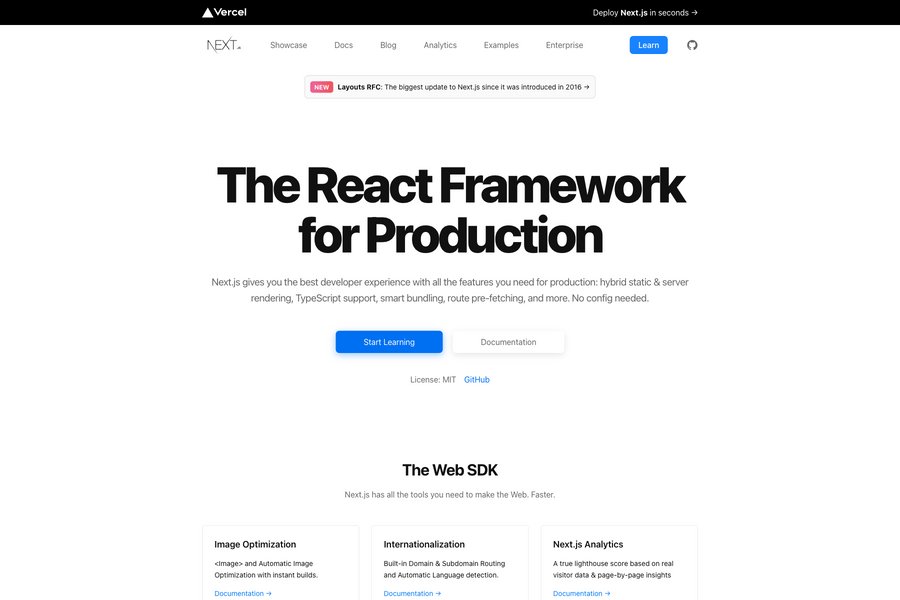 Vercel
Deploy Next.js in seconds →
NEXT.JS
Showcase
Docs
Blog
Analytics
Examples
Enterprise
Learn
NEW Layouts RFC: The biggest update to Next.js since it was introduced in 2016 →
The React Framework
for Production
Next.js gives you the best developer experience with all the features you need for production: hybrid static & server
rendering, TypeScript support, smart bundling, route pre-fetching, and more. No config needed.
Start Learning
Documentation
License: MIT GitHub
The Web SDK
Next.js has all the tools you need to make the Web. Faster.
Image Optimization
<Image> and Automatic Image
Optimization with instant builds.
Documentation →
Internationalization
Built-in Domain & Subdomain Routing
and Automatic Language detection.
Documentation →
Next.js Analytics
A true lighthouse score based on real
visitor data & page-by-page insights
Documentation →